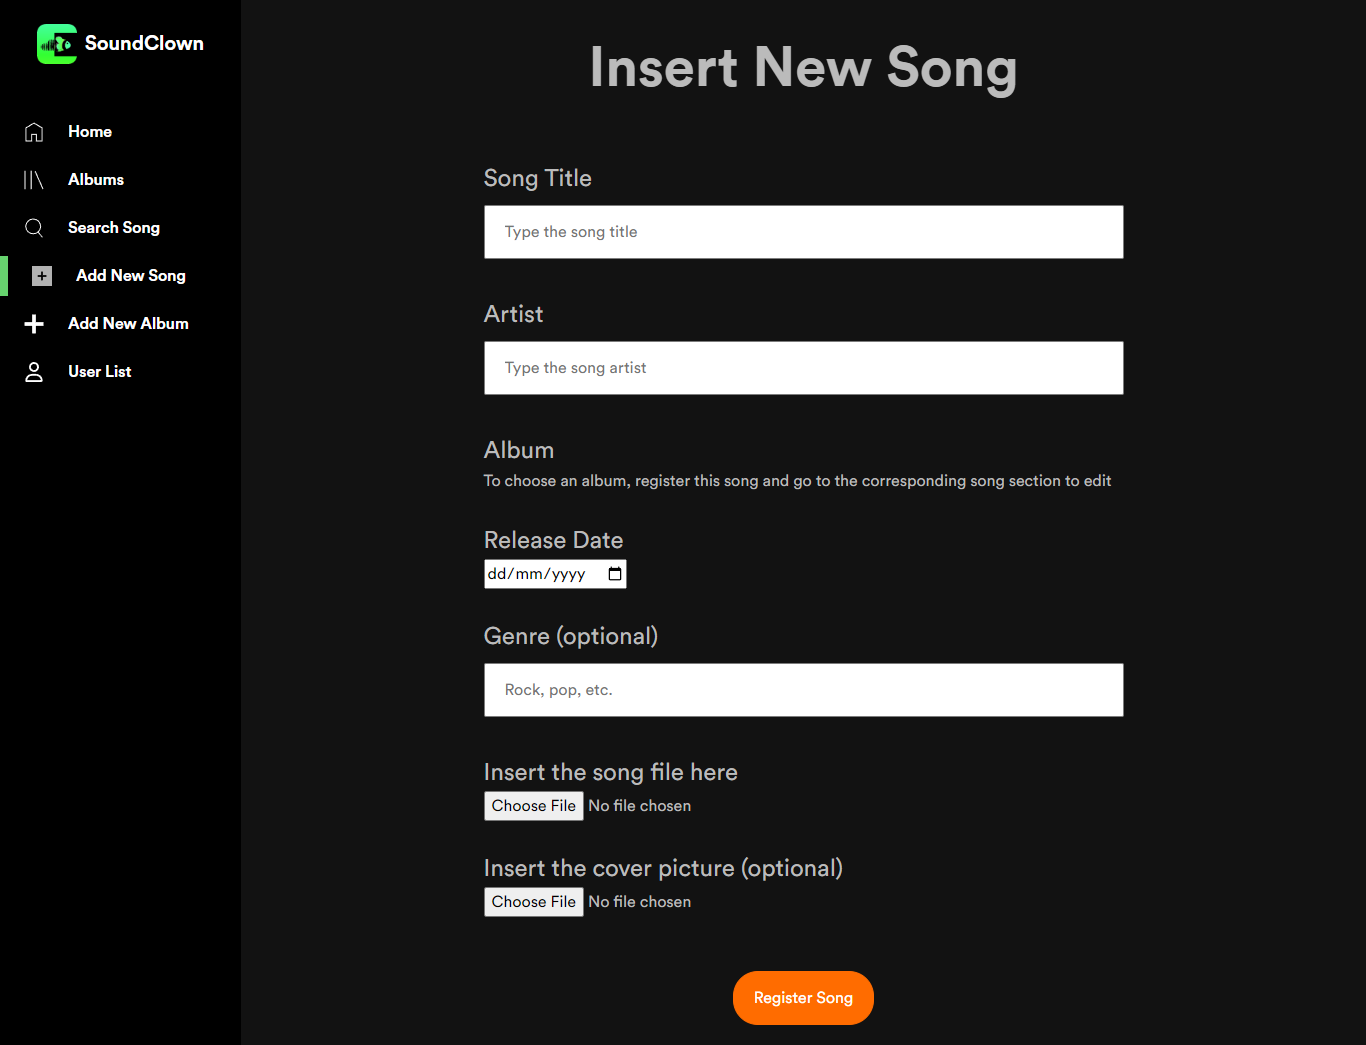 SoundClown
Home
Albums
Search Song
Add New Song
Add New Album
User List
Insert New Song
Song Title
Type the song title
Artist
Type the song artist
Album
To choose an album, register this song and go to the corresponding song section to edit
Release Date
dd/mm/yyyy
Genre (optional)
Rock, pop, etc.
Insert the song file here
Choose File No file chosen
Insert the cover picture (optional)
Choose File No file chosen
Register Song